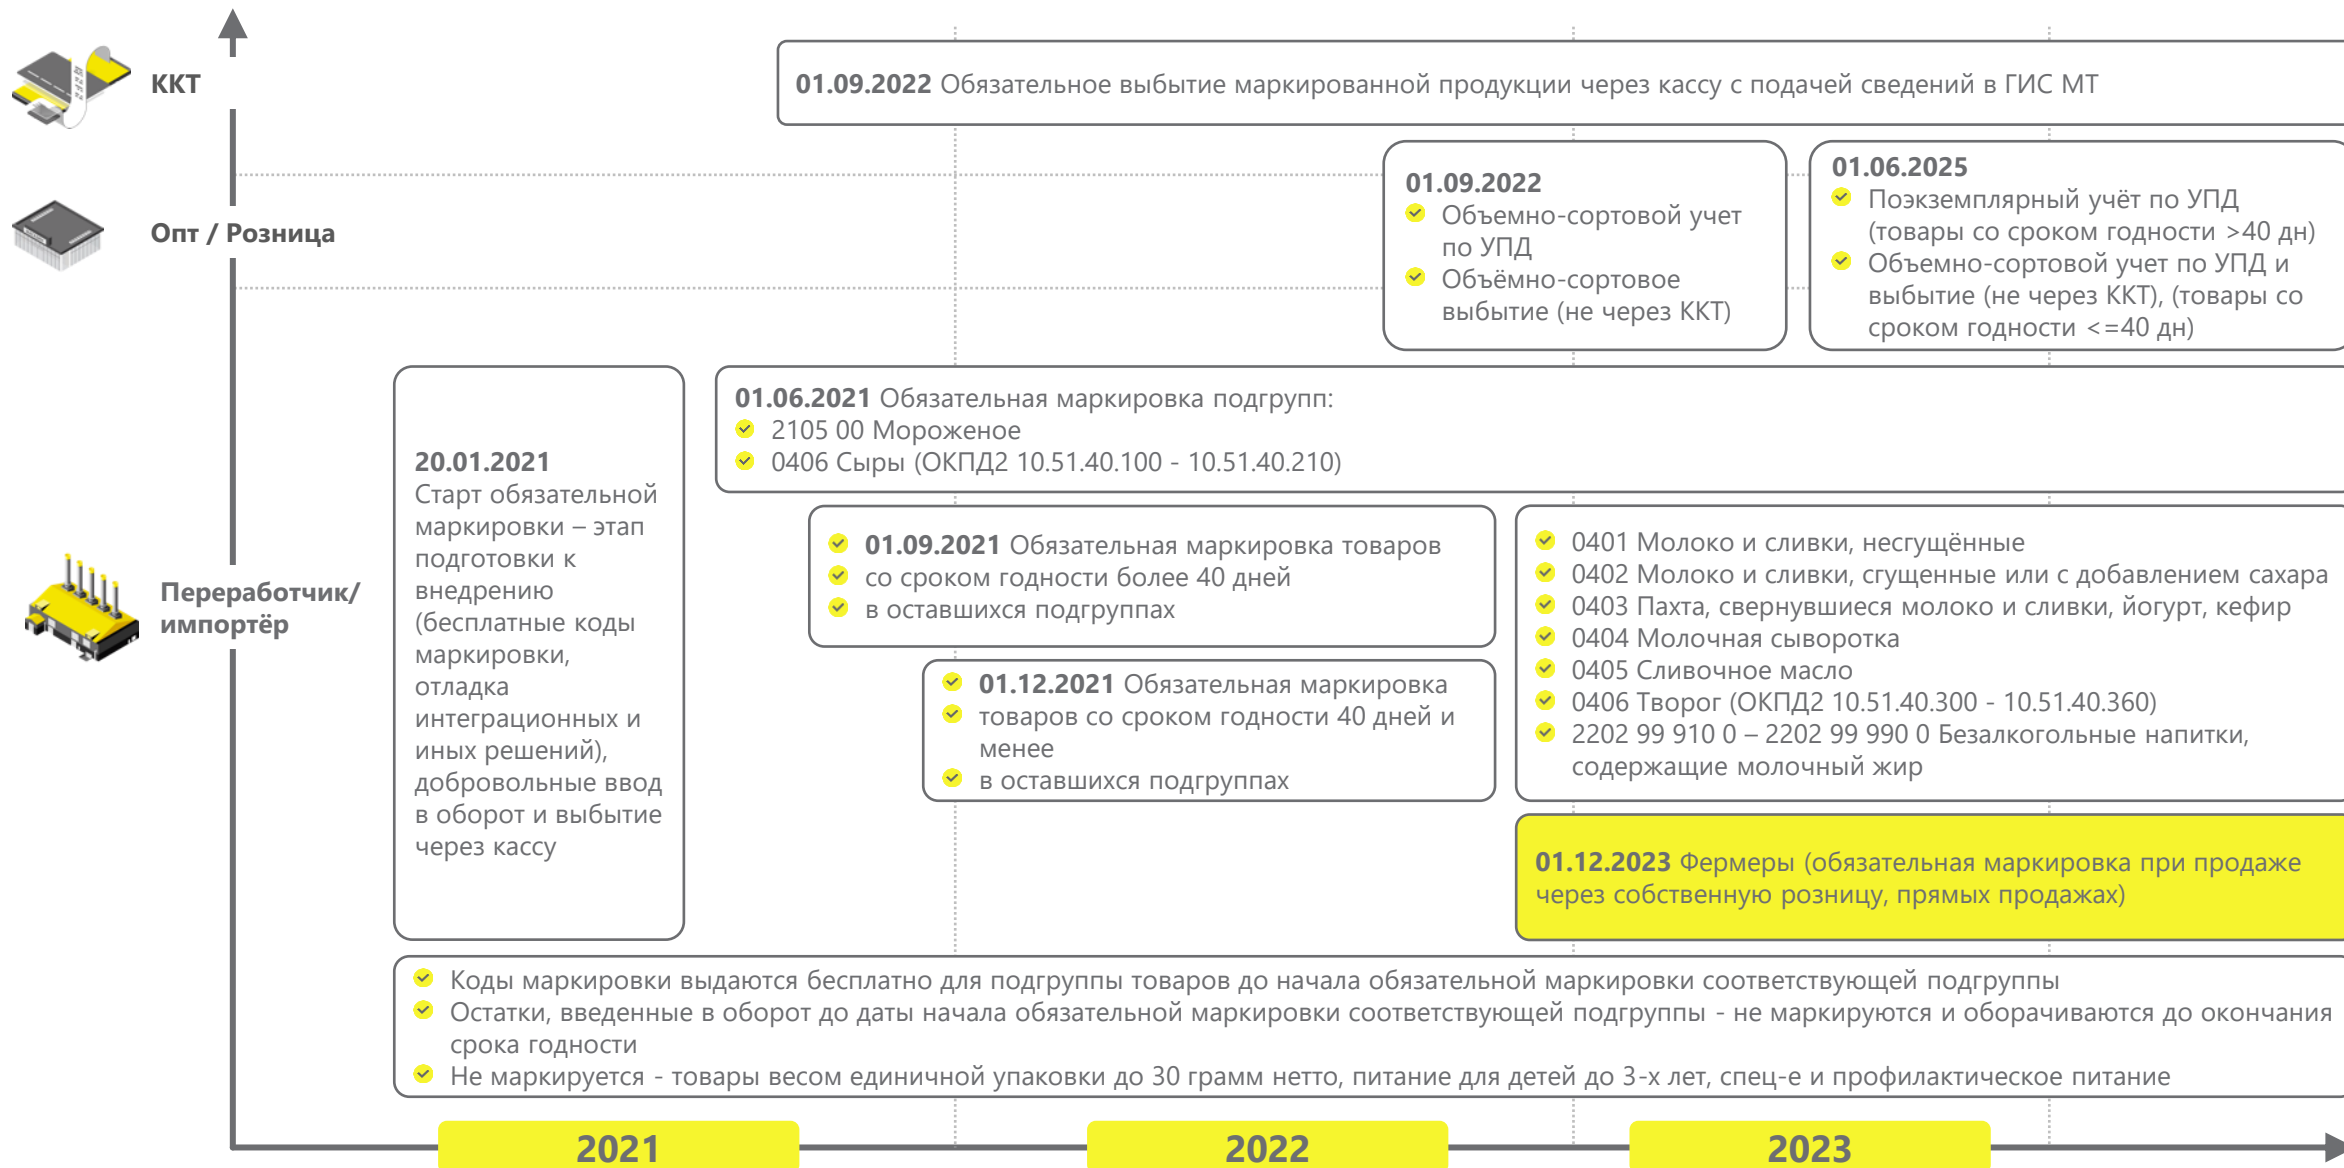 ККТ
01.09.2022 Обязательное выбытие маркированной продукции через кассу с подачей сведений в ГИС МТ
Опт / Розница
01.09.2022
Объемно-сортовой учет
по УПД
Объёмно-сортовое
выбытие (не через ККТ)
01.06.2025
Поэкземплярный учёт по УПД
(товары со сроком годности >40 дн)
Объемно-сортовой учет по УПД и
выбытие (не через ККТ), (товары со
сроком годности <=40 дн)
Переработчик/
импортёр
20.01.2021
Старт обязательной
маркировки – этап
подготовки к
внедрению
(бесплатные коды
маркировки,
отладка
интеграционных и
иных решений),
добровольные ввод
в оборот и выбытие
через кассу
01.06.2021 Обязательная маркировка подгрупп:
2105 00 Мороженое
0406 Сыры (ОКПД2 10.51.40.100 - 10.51.40.210)
01.09.2021 Обязательная маркировка товаров
со сроком годности более 40 дней
в оставшихся подгруппах
01.12.2021 Обязательная маркировка
товаров со сроком годности 40 дней и
менее
в оставшихся подгруппах
0401 Молоко и сливки, несгущённые
0402 Молоко и сливки, сгущенные или с добавлением сахара
0403 Пахта, свернувшиеся молоко и сливки, йогурт, кефир
0404 Молочная сыворотка
0405 Сливочное масло
0406 Творог (ОКПД2 10.51.40.300 - 10.51.40.360)
2202 99 910 0 – 2202 99 990 0 Безалкогольные напитки,
содержащие молочный жир
01.12.2023 Фермеры (обязательная маркировка при продаже
через собственную розницу, прямых продажах)
Коды маркировки выдаются бесплатно для подгруппы товаров до начала обязательной маркировки соответствующей подгруппы
Остатки, введенные в оборот до даты начала обязательной маркировки соответствующей подгруппы - не маркируются и оборачиваются до окончания
срока годности
Не маркируется - товары весом единичной упаковки до 30 грамм нетто, питание для детей до 3-х лет, спец-е и профилактическое питание
2021
2022
2023